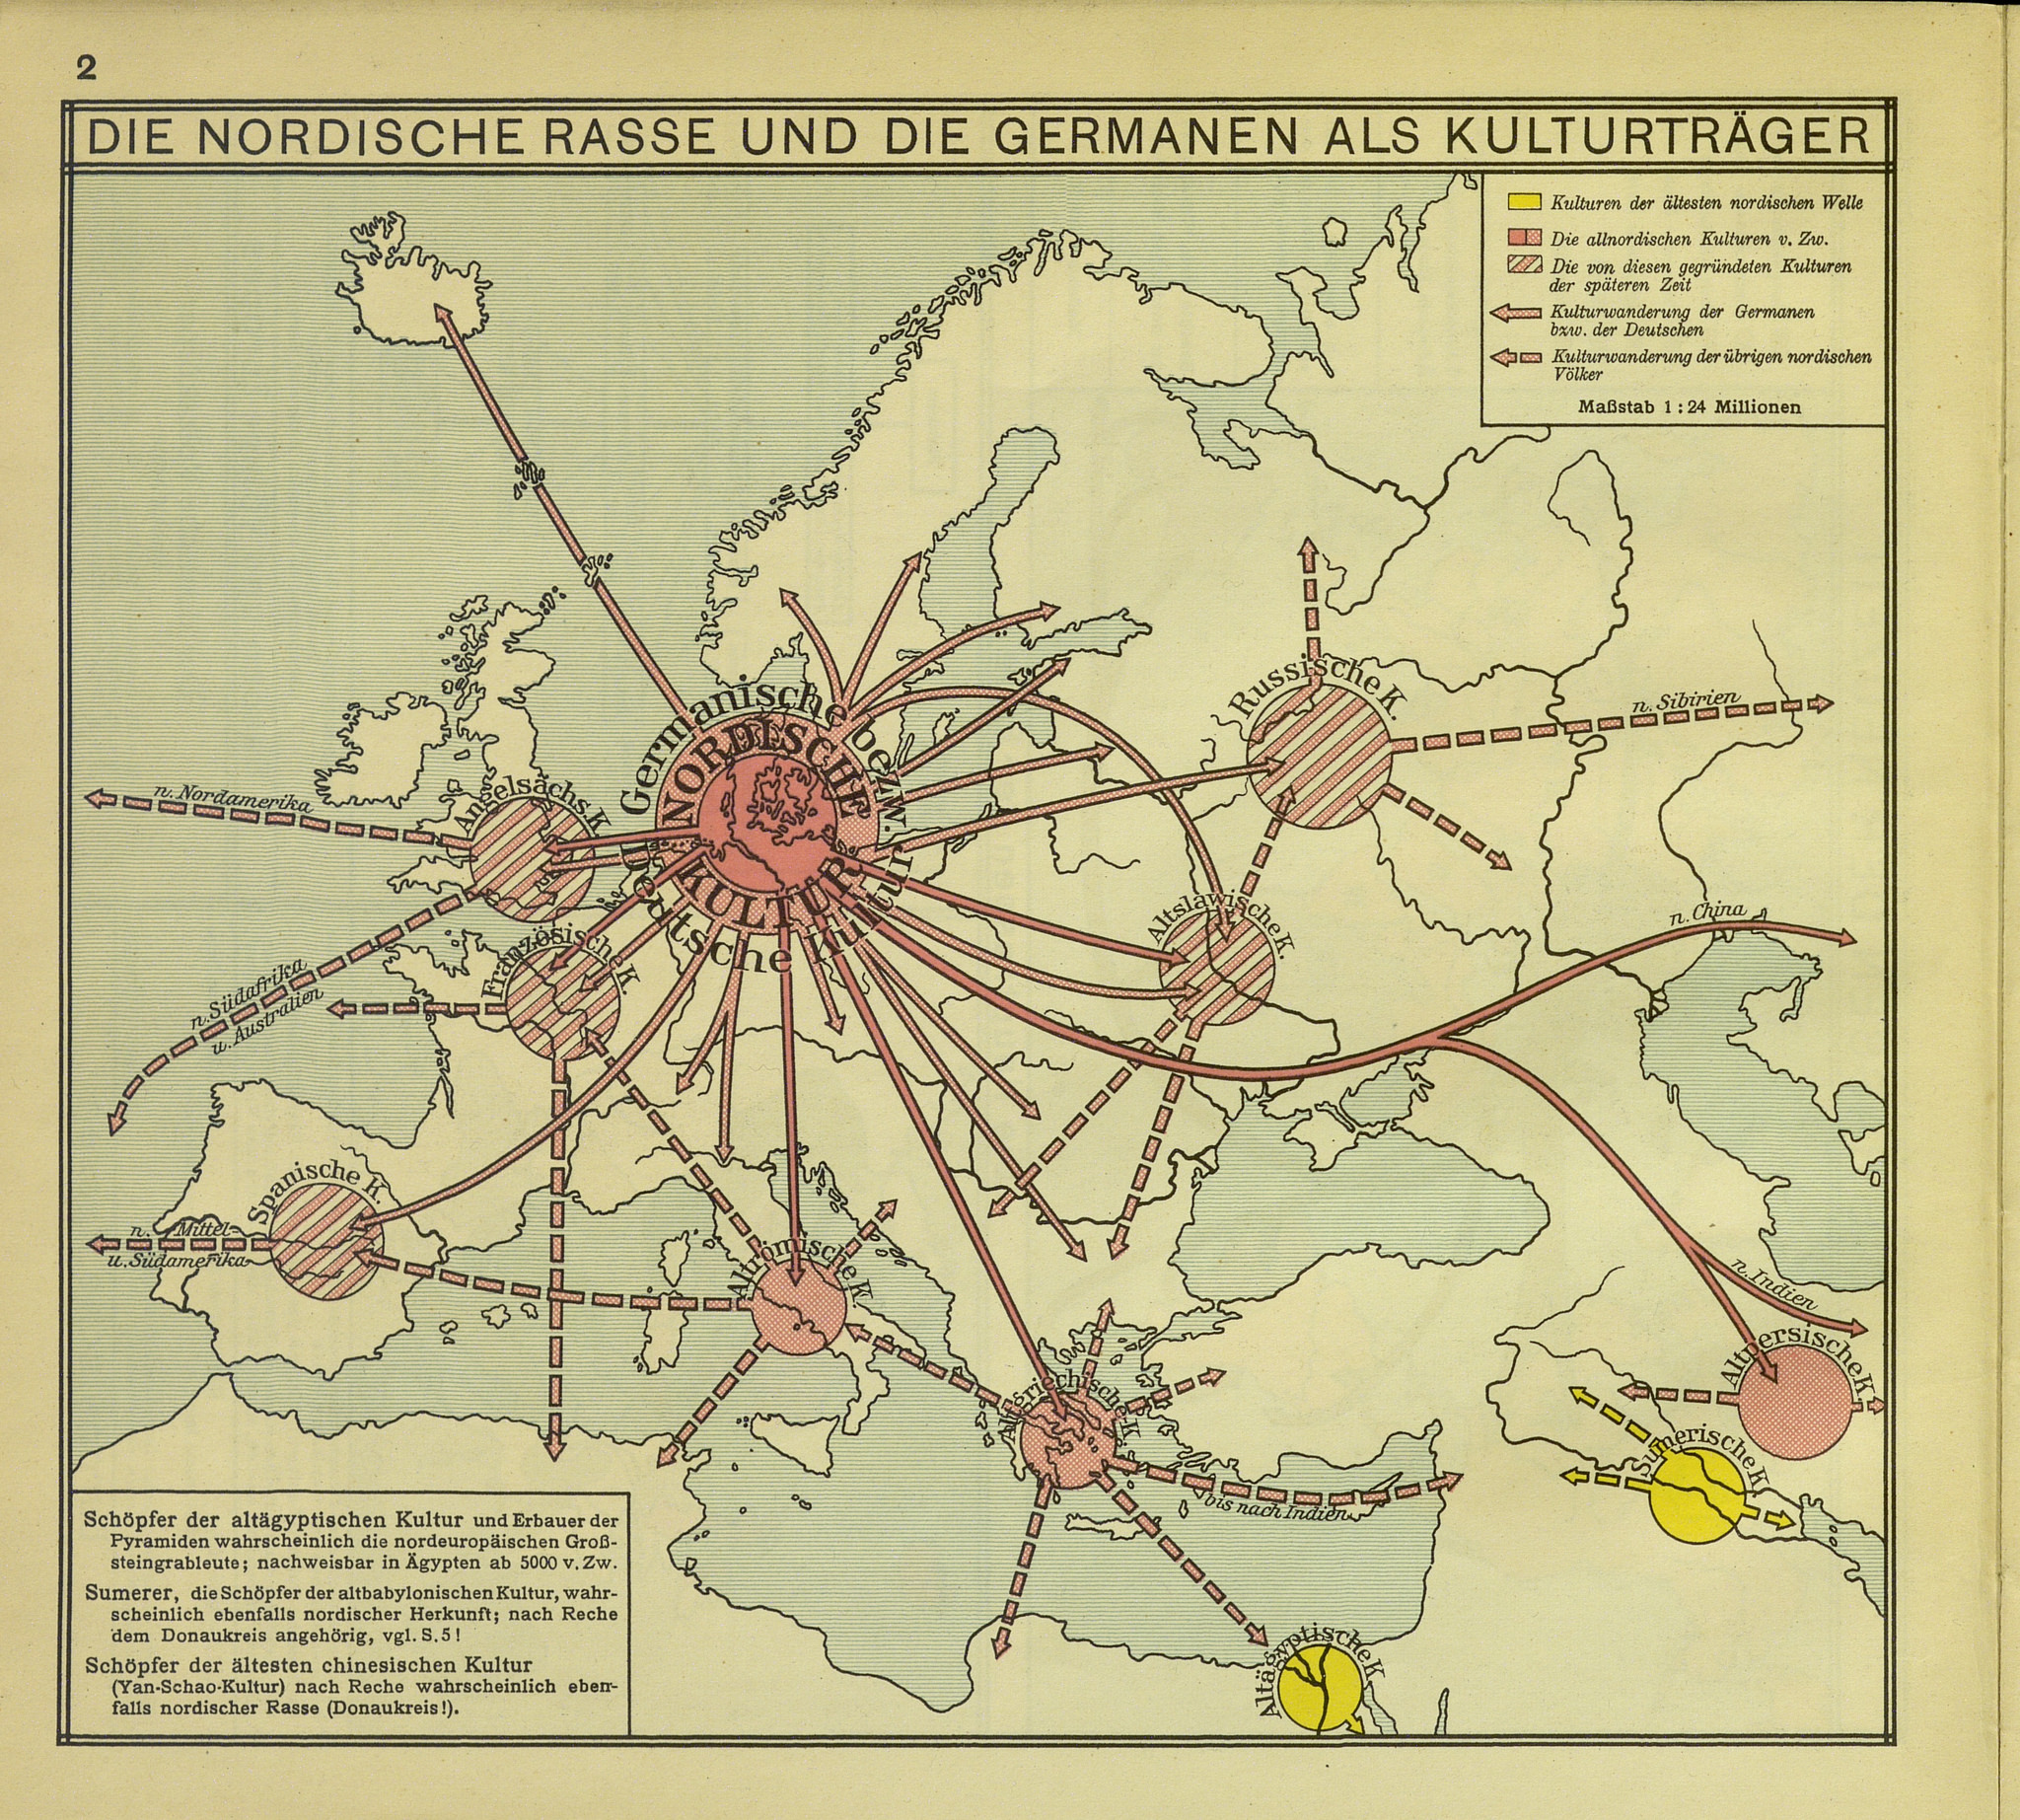 2
DIE NORDISCHE RASSE UND DIE GERMANEN ALS KULTURTRÄGER
Kulturen der ältesten nordischen Welle
Die allnordischen Kulturen v. Zw.
Die von diesen gegründeten Kulturen
der späteren Zeit
Kulturwanderung der Germanen
bzw. der Deutschen
Kulturwanderung der übrigen nordischen
Völker
Maßstab 1 : 24 Millionen
Russische K.
n. Sibirien
Germanische bezw.
Deutsche Kultur
NORDISCHE
KULTUR
n. Nordamerika
Angelsächs. K.
Altslawische K.
n. China
Französische K.
n. Südafrika
u. Australien
Spanische K.
n. Mittel-
u. Südamerika
Altrömische K.
n. Indien
Altpersische K.
Altgriechische K.
Sumerische K.
bis nach Indien
Altägyptische K.
Schöpfer der altägyptischen Kultur und Erbauer der
Pyramiden wahrscheinlich die nordeuropäischen Groß-
steingrableute; nachweisbar in Ägypten ab 5000 v. Zw.
Sumerer, die Schöpfer der altbabylonischen Kultur, wahr-
scheinlich ebenfalls nordischer Herkunft; nach Reche
dem Donaukreis angehörig, vgl. S. 5!
Schöpfer der ältesten chinesischen Kultur
(Yan-Schao-Kultur) nach Reche wahrscheinlich eben-
falls nordischer Rasse (Donaukreis!).